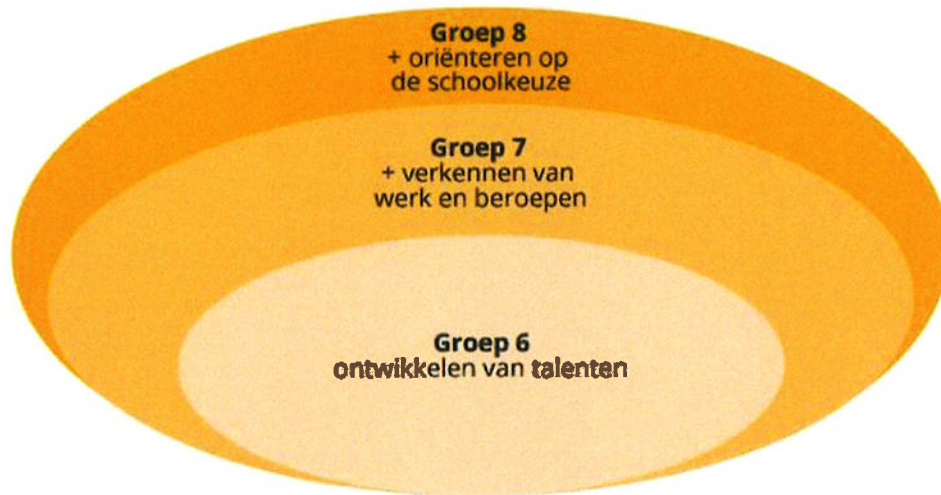 Groep 8
+ oriënteren op
de schoolkeuze
Groep 7
+ verkennen van
werk en beroepen
Groep 6
ontwikkelen van talenten